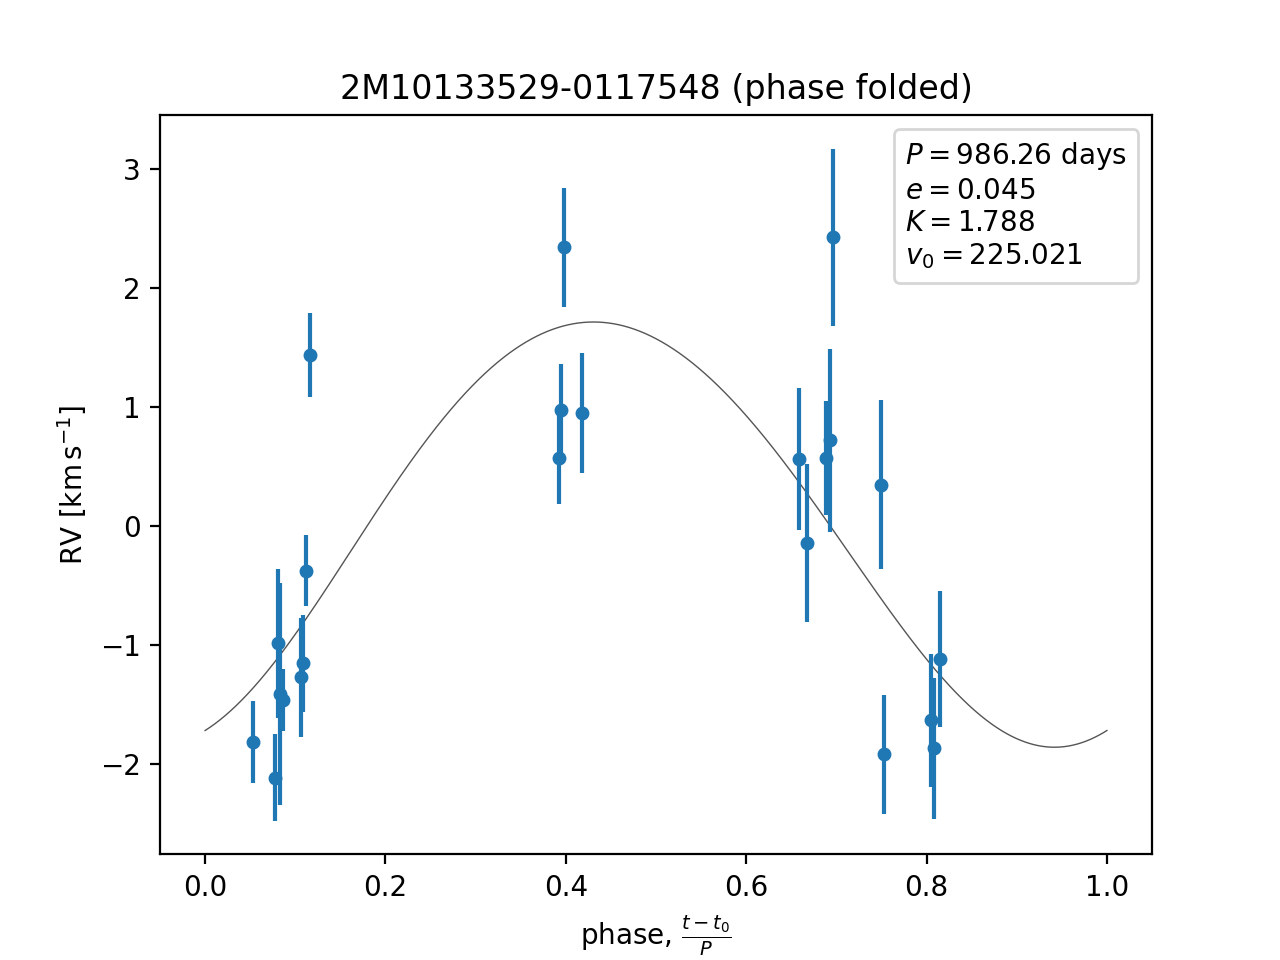 2M10133529-0117548 (phase folded)
P = 986.26 days
e = 0.045
K = 1.788
v₀ = 225.021
3
2
1
0
−1
−2
RV [km s⁻¹]
0.0 0.2 0.4 0.6 0.8 1.0
phase, (t − t₀)/P